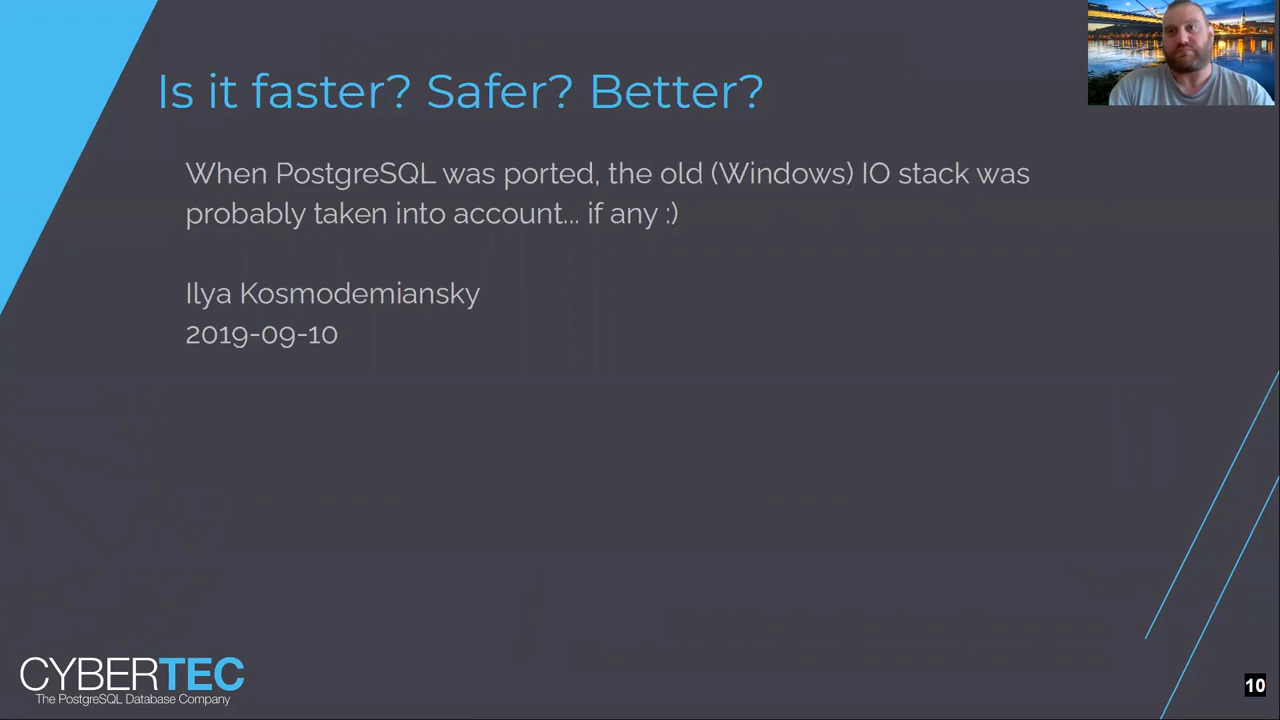 Is it faster? Safer? Better?
When PostgreSQL was ported, the old (Windows) IO stack was
probably taken into account... if any :)
Ilya Kosmodemiansky
2019-09-10
CYBERTEC
The PostgreSQL Database Company
10